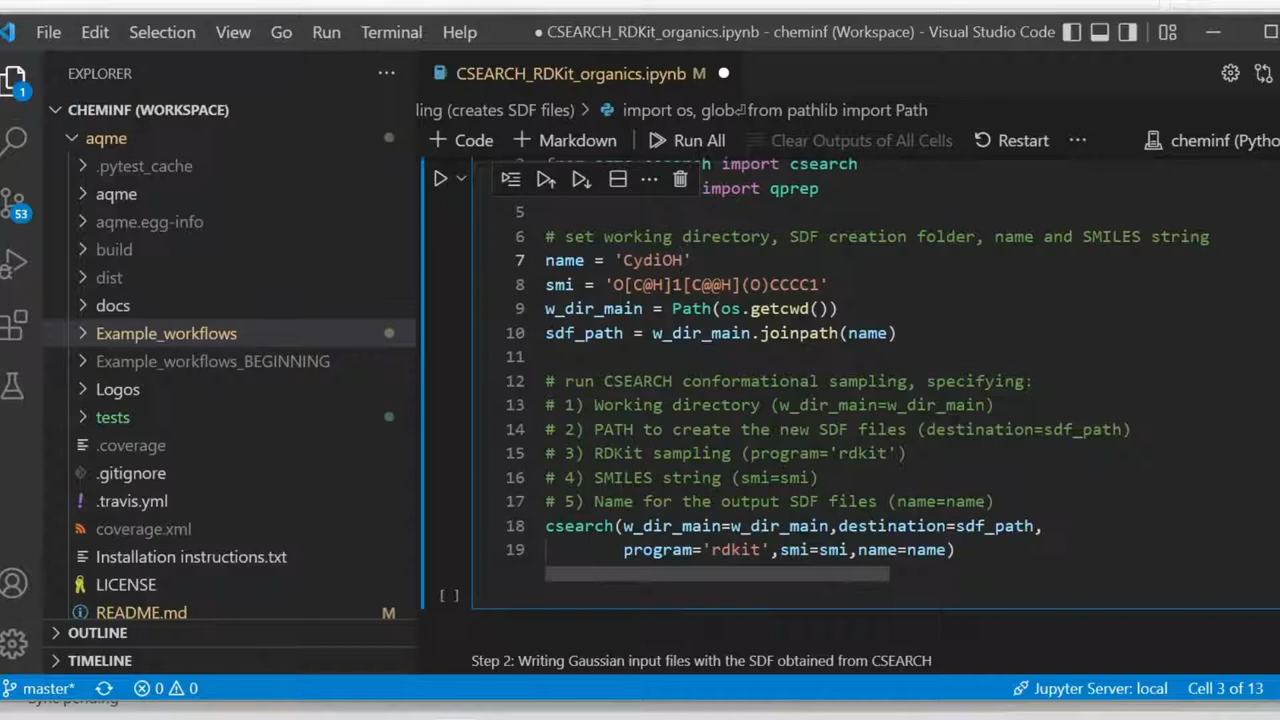 File Edit Selection View Go Run Terminal Help
● CSEARCH_RDKit_organics.ipynb - cheminf (Workspace) - Visual Studio Code
EXPLORER
1
53
CHEMINF (WORKSPACE)
aqme
.pytest_cache
aqme
aqme.egg-info
build
dist
docs
Example_workflows
Example_workflows_BEGINNING
Logos
tests
.coverage
.gitignore
.travis.yml
coverage.xml
Installation instructions.txt
LICENSE
README.md M
OUTLINE
TIMELINE
CSEARCH_RDKit_organics.ipynb M
ling (creates SDF files) > import os, glob⏎from pathlib import Path
Code Markdown Run All Clear Outputs of All Cells Restart ··· cheminf (Pytho
import csearch
import qprep
5
6 # set working directory, SDF creation folder, name and SMILES string
7 name = 'CydiOH'
8 smi = 'O[C@H]1[C@@H](O)CCCC1'
9 w_dir_main = Path(os.getcwd())
10 sdf_path = w_dir_main.joinpath(name)
11
12 # run CSEARCH conformational sampling, specifying:
13 # 1) Working directory (w_dir_main=w_dir_main)
14 # 2) PATH to create the new SDF files (destination=sdf_path)
15 # 3) RDKit sampling (program='rdkit')
16 # 4) SMILES string (smi=smi)
17 # 5) Name for the output SDF files (name=name)
18 csearch(w_dir_main=w_dir_main,destination=sdf_path,
19 program='rdkit',smi=smi,name=name)
[ ]
Step 2: Writing Gaussian input files with the SDF obtained from CSEARCH
master* 0 0 Jupyter Server: local Cell 3 of 13